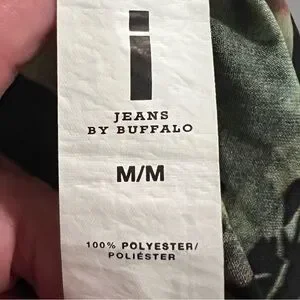 i
JEANS
BY BUFFALO
M/M
100% POLYESTER/
POLIÉSTER